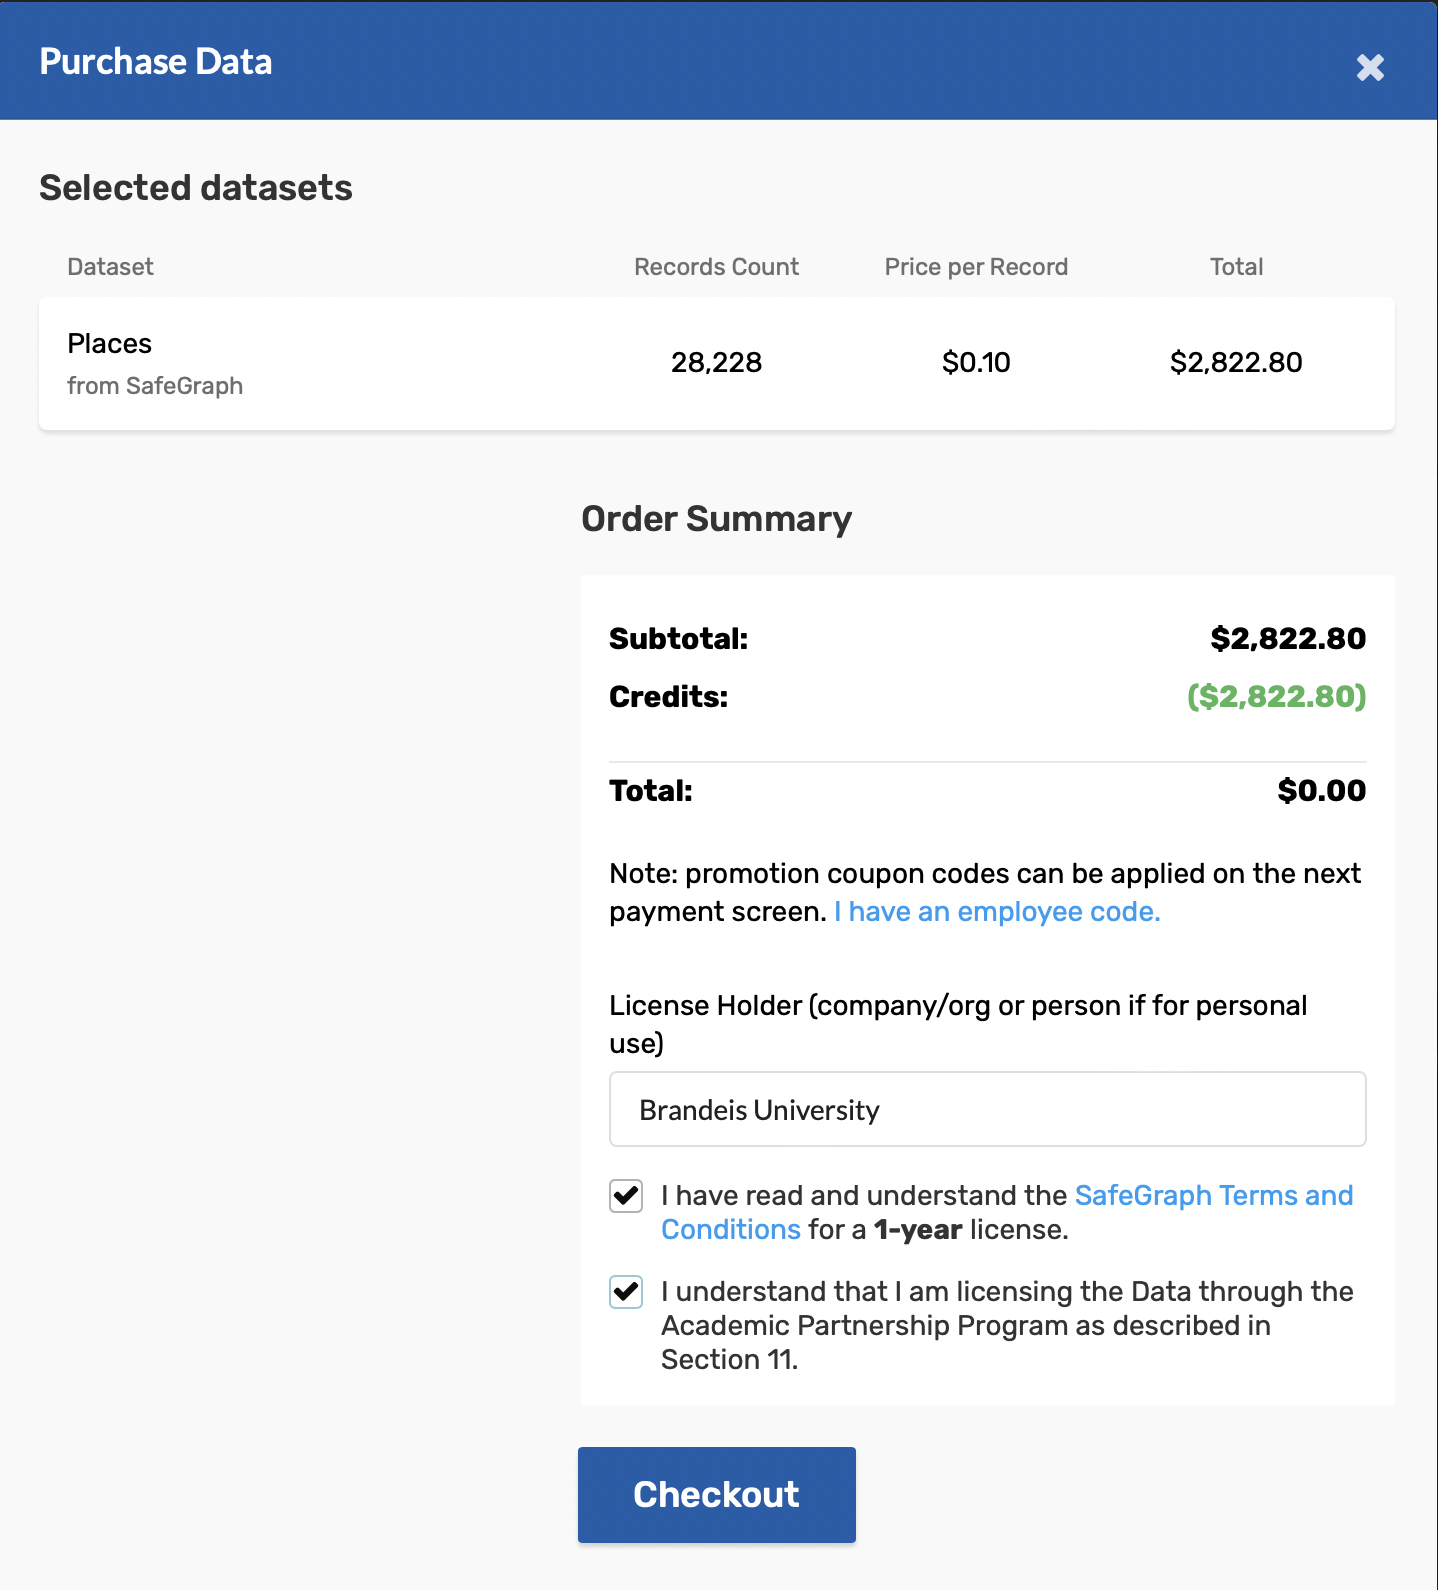 Purchase Data
Selected datasets
Dataset Records Count Price per Record Total
Places
from SafeGraph
28,228 $0.10 $2,822.80
Order Summary
Subtotal: $2,822.80
Credits: ($2,822.80)
Total: $0.00
Note: promotion coupon codes can be applied on the next
payment screen. I have an employee code.
License Holder (company/org or person if for personal
use)
Brandeis University
I have read and understand the SafeGraph Terms and
Conditions for a 1-year license.
I understand that I am licensing the Data through the
Academic Partnership Program as described in
Section 11.
Checkout